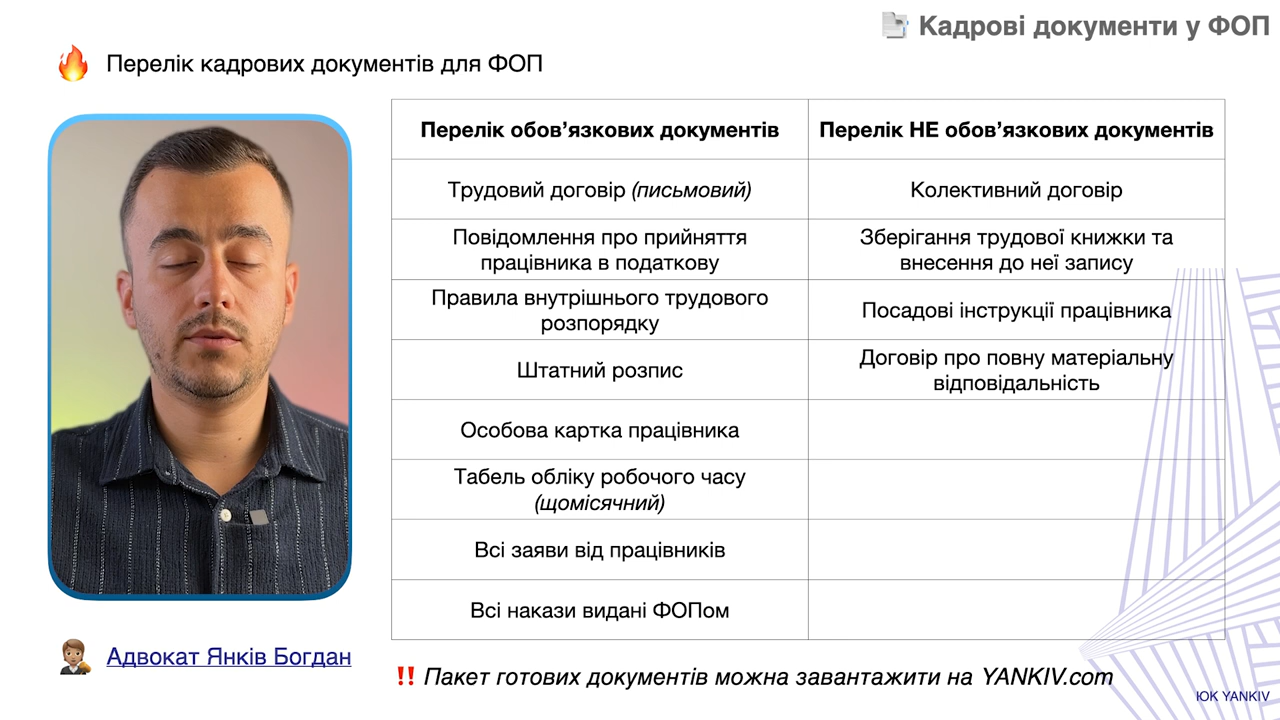 Кадрові документи у ФОП
Перелік кадрових документів для ФОП
Перелік обов’язкових документів
Перелік НЕ обов’язкових документів
Трудовий договір (письмовий)
Колективний договір
Повідомлення про прийняття
працівника в податкову
Зберігання трудової книжки та
внесення до неї запису
Правила внутрішнього трудового
розпорядку
Посадові інструкції працівника
Штатний розпис
Договір про повну матеріальну
відповідальність
Особова картка працівника
Табель обліку робочого часу
(щомісячний)
Всі заяви від працівників
Всі накази видані ФОПом
Адвокат Янків Богдан
‼ Пакет готових документів можна завантажити на YANKIV.com
ЮК YANKIV